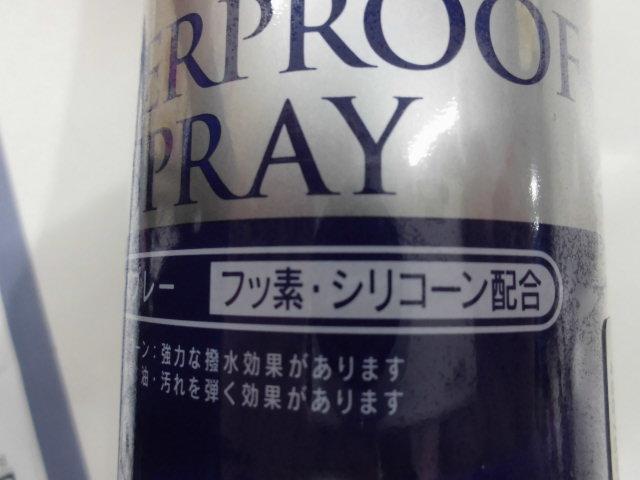 ERPROOF
PRAY
レー フッ素・シリコーン配合
ーン：強力な撥水効果があります
油・汚れを弾く効果があります